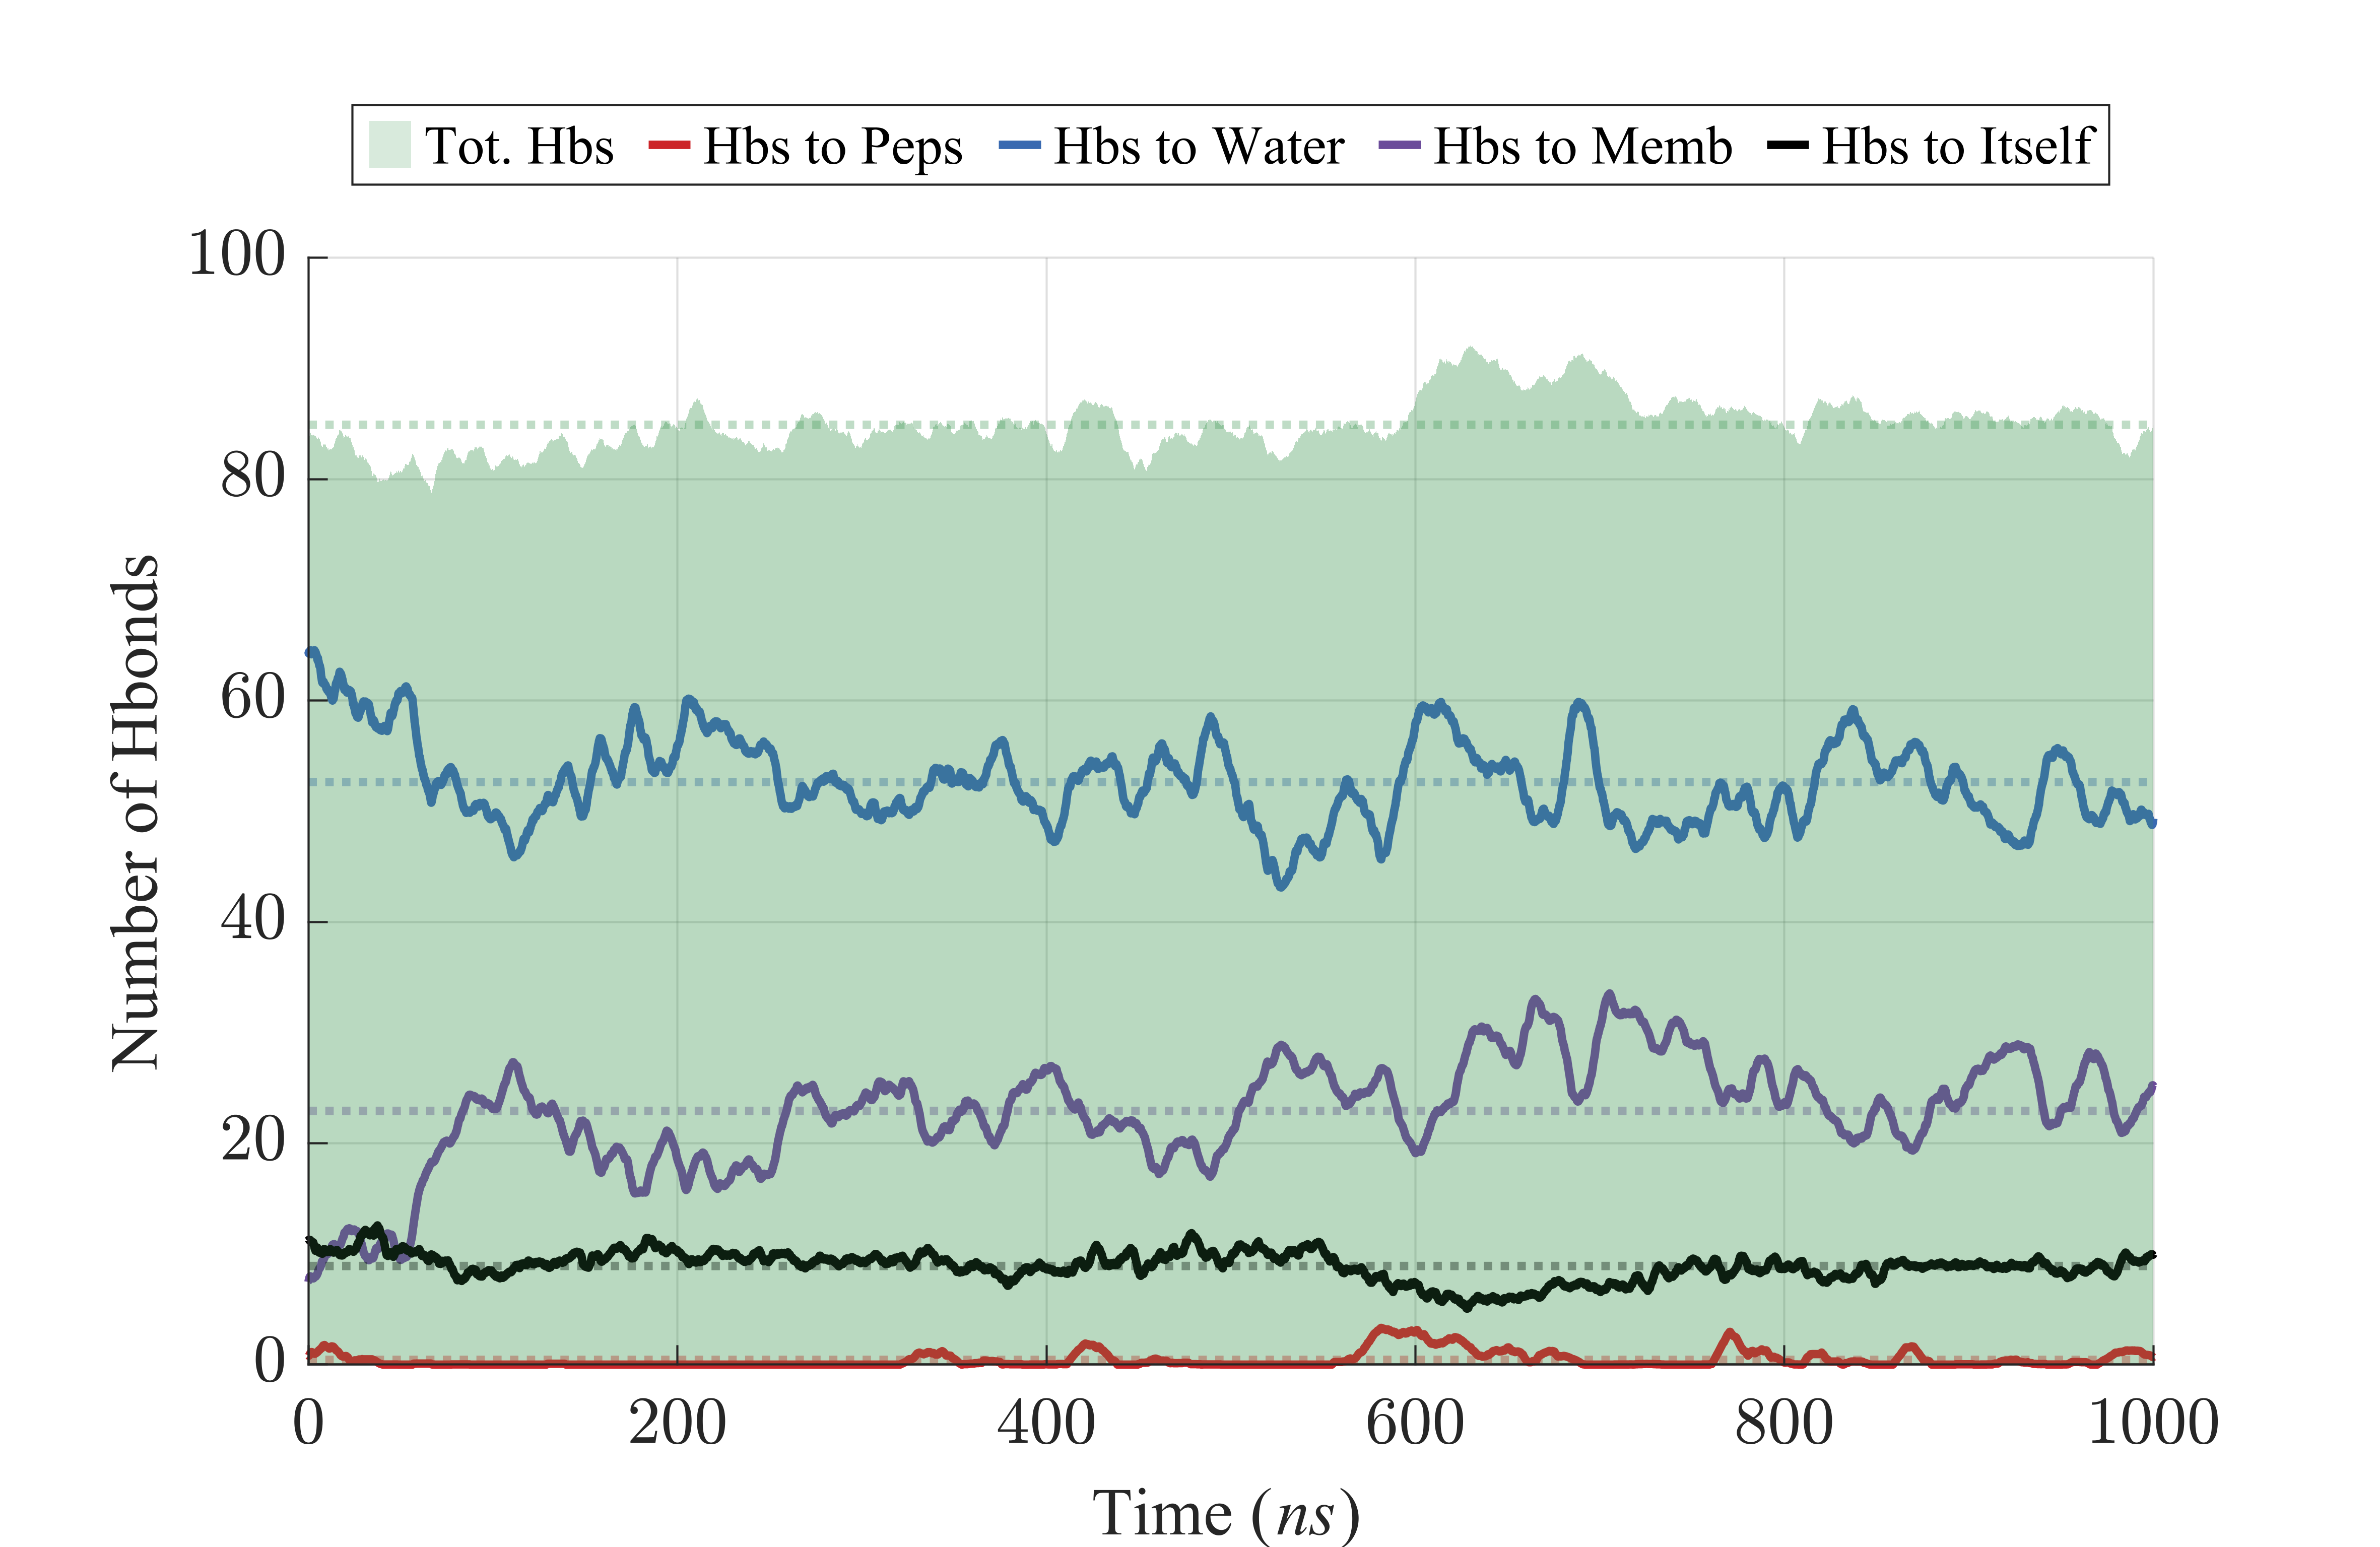 Tot. Hbs Hbs to Peps Hbs to Water Hbs to Memb Hbs to Itself
100
80
60
40
20
0
Number of Hbonds
0 200 400 600 800 1000
Time (ns)